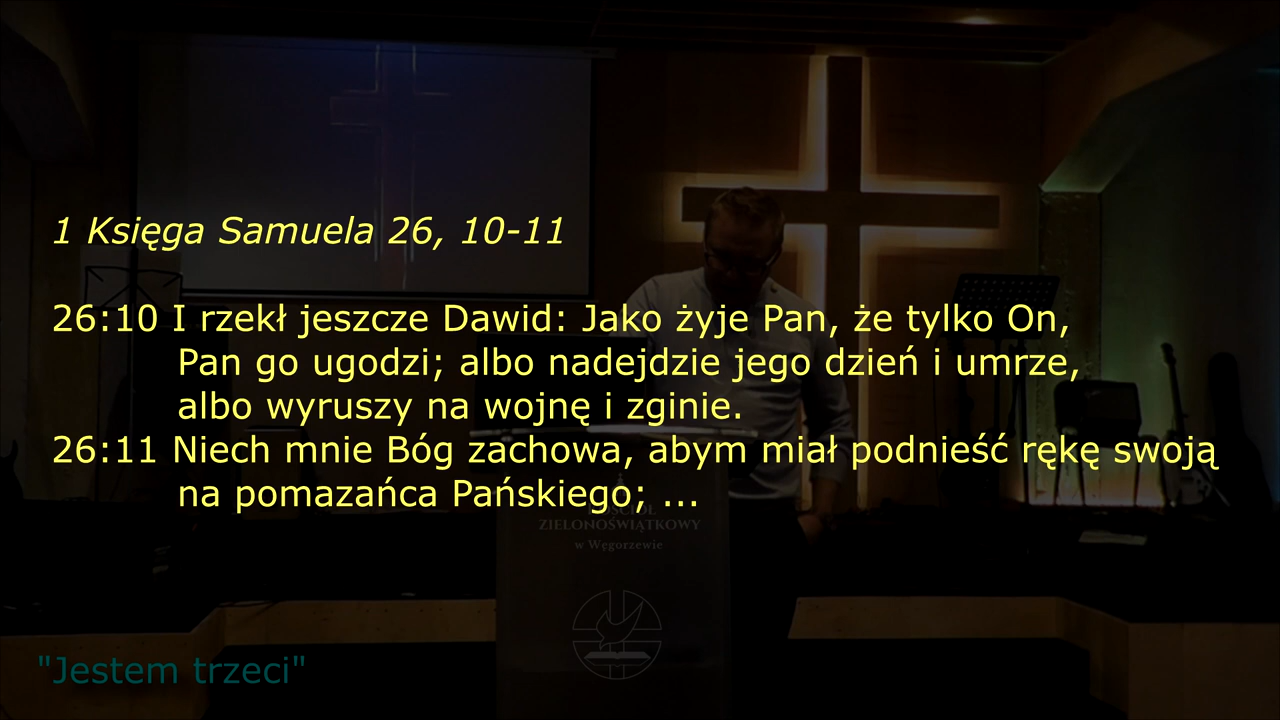 1 Księga Samuela 26, 10-11
26:10 I rzekł jeszcze Dawid: Jako żyje Pan, że tylko On,
Pan go ugodzi; albo nadejdzie jego dzień i umrze,
albo wyruszy na wojnę i zginie.
26:11 Niech mnie Bóg zachowa, abym miał podnieść rękę swoją
na pomazańca Pańskiego; ...
KOŚCIÓŁ
ZIELONOŚWIĄTKOWY
w Węgorzewie
"Jestem trzeci"